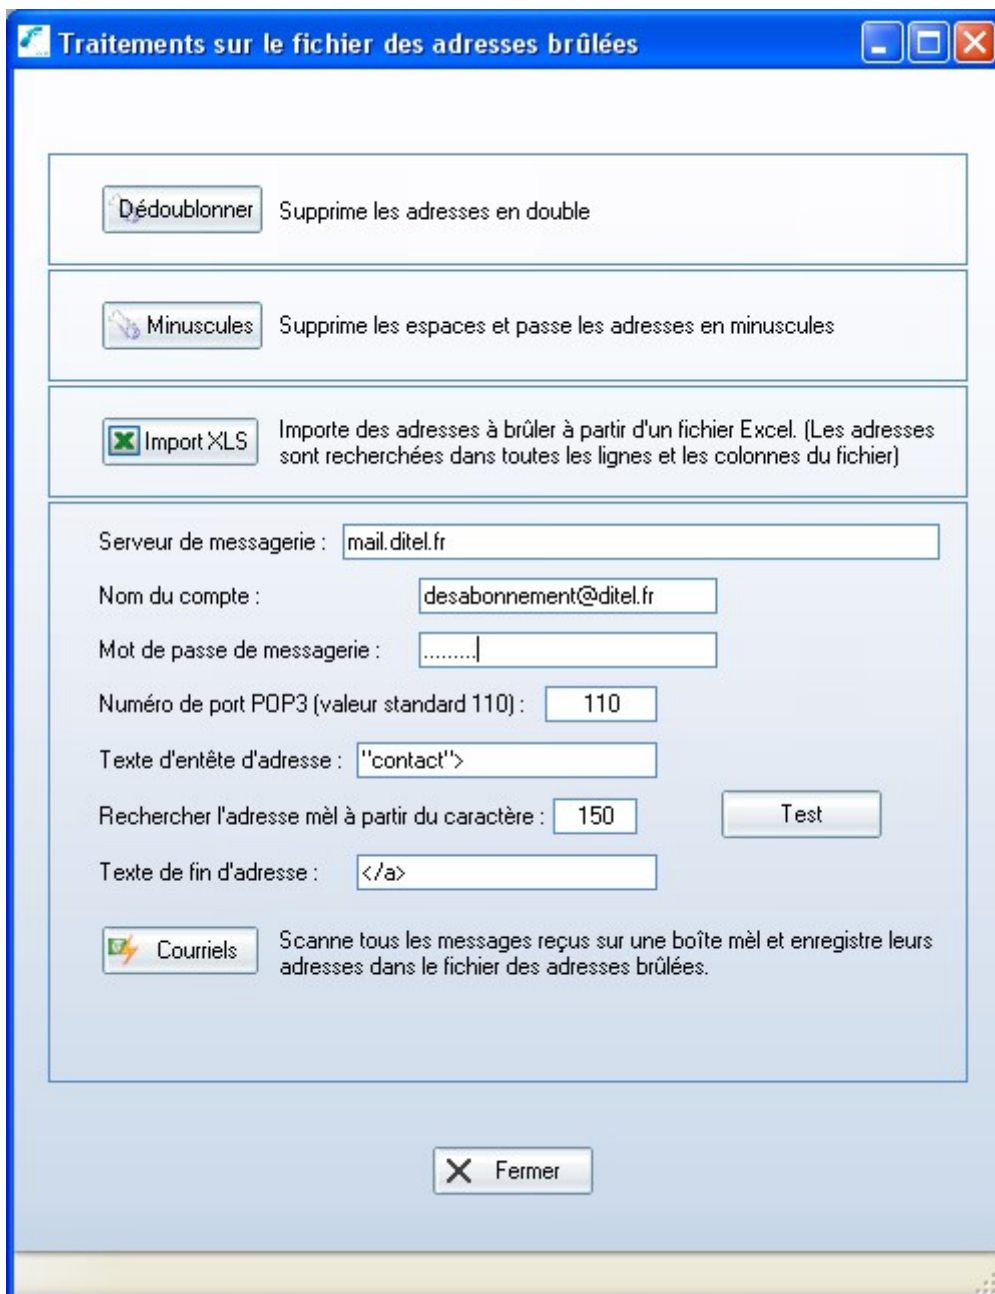 Traitements sur le fichier des adresses brûlées
Dédoublonner
Supprime les adresses en double
Minuscules
Supprime les espaces et passe les adresses en minuscules
Import XLS
Importe des adresses à brûler à partir d'un fichier Excel. (Les adresses
sont recherchées dans toutes les lignes et les colonnes du fichier)
Serveur de messagerie : mail.ditel.fr
Nom du compte : desabonnement@ditel.fr
Mot de passe de messagerie : .........
Numéro de port POP3 (valeur standard 110) : 110
Texte d'entête d'adresse : "contact">
Rechercher l'adresse mèl à partir du caractère : 150
Test
Texte de fin d'adresse : </a>
Courriels
Scanne tous les messages reçus sur une boîte mèl et enregistre leurs
adresses dans le fichier des adresses brûlées.
Fermer